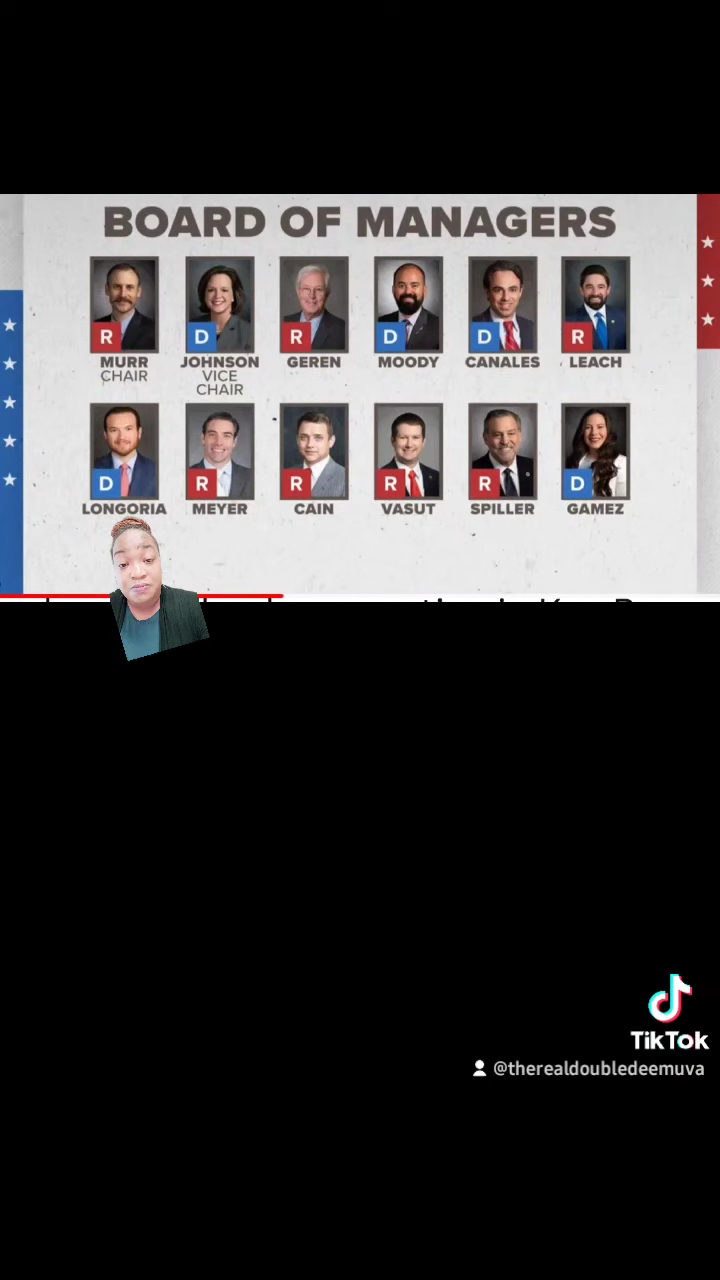 BOARD OF MANAGERS
R D R D D R
MURR JOHNSON GEREN MOODY CANALES LEACH
CHAIR VICE
CHAIR
D R R R R D
LONGORIA MEYER CAIN VASUT SPILLER GAMEZ
TikTok
@therealdoubledeemuva